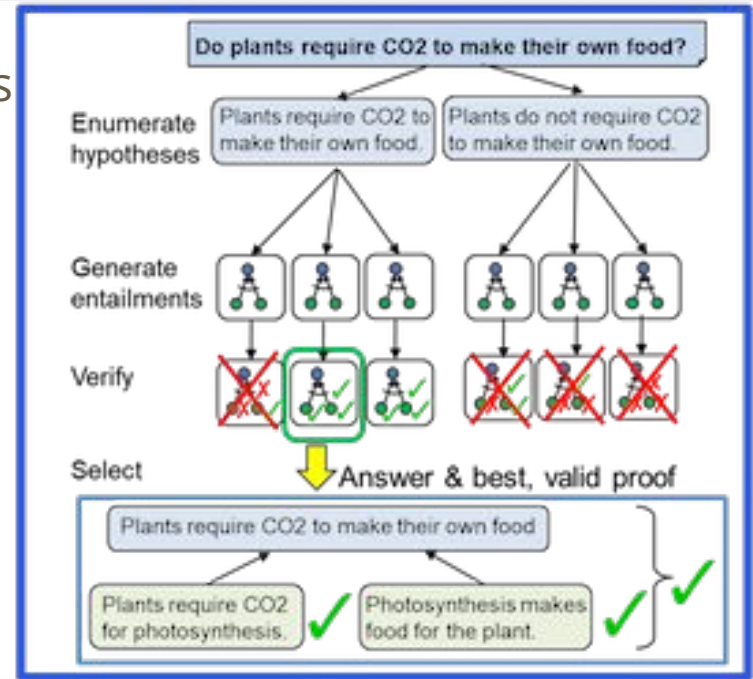 s
Do plants require CO2 to make their own food?
Enumerate
hypotheses
Plants require CO2 to
make their own food.
Plants do not require CO2
to make their own food.
Generate
entailments
Verify
Select
Answer & best, valid proof
Plants require CO2 to make their own food
Plants require CO2
for photosynthesis.
Photosynthesis makes
food for the plant.